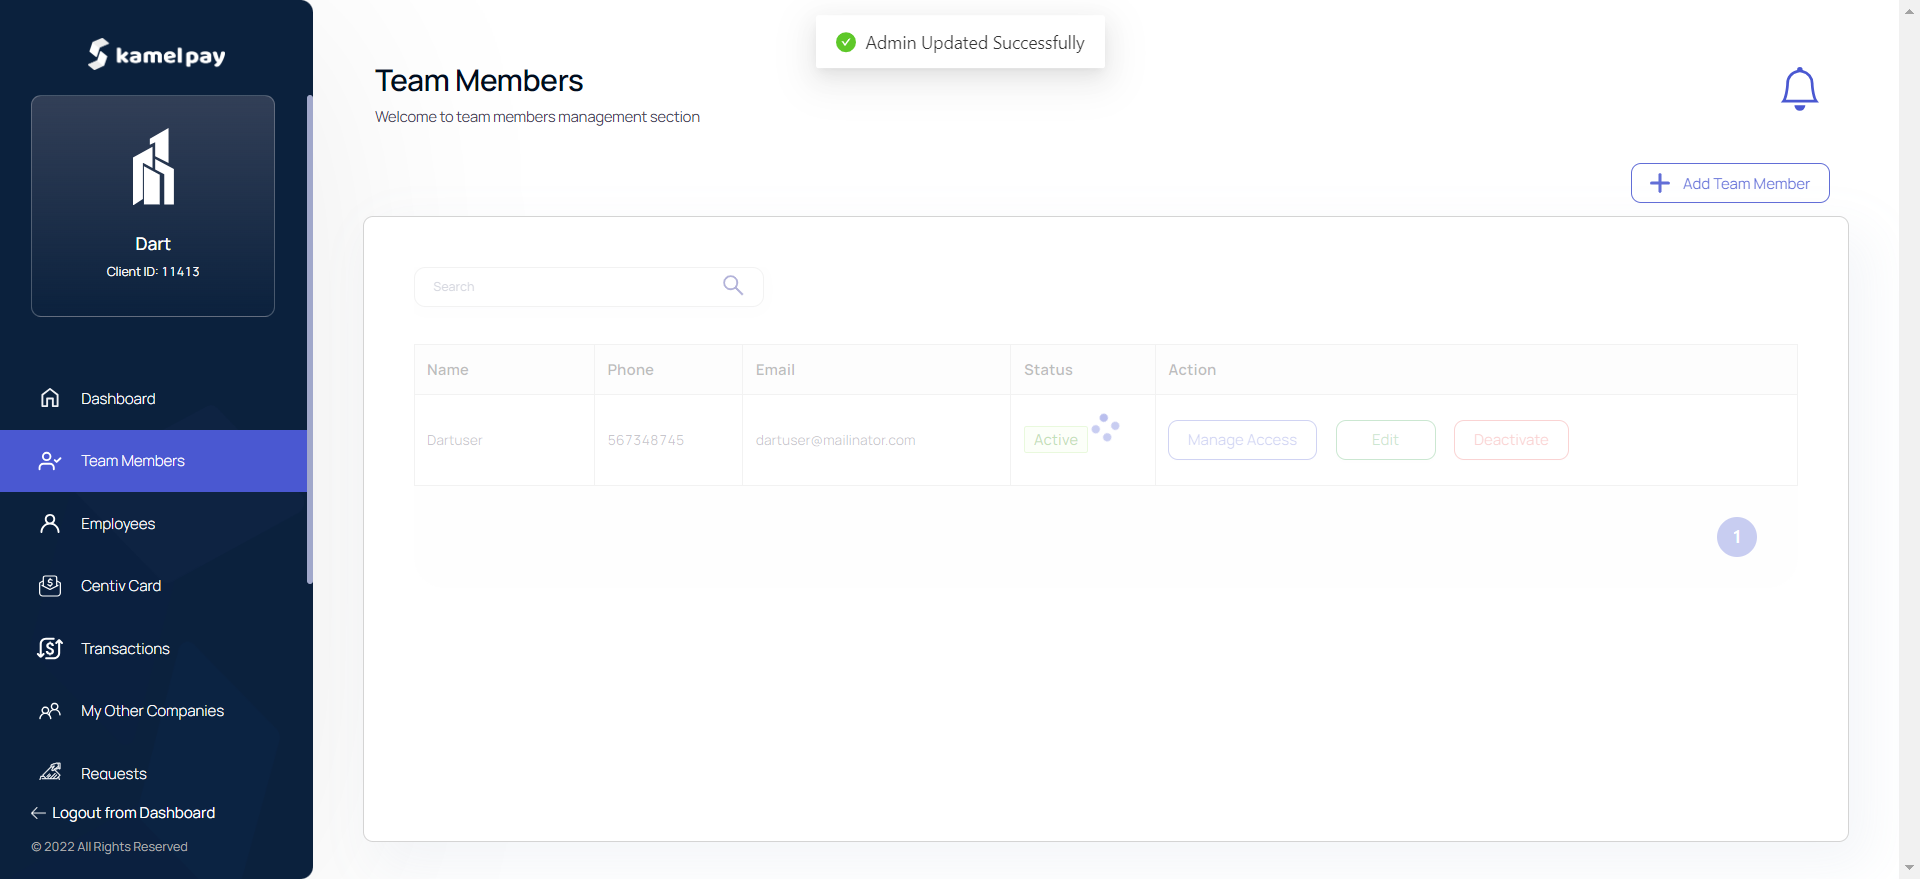 kamelpay
Dart
Client ID: 11413
Dashboard
Team Members
Employees
Centiv Card
Transactions
My Other Companies
Requests
Logout from Dashboard
© 2022 All Rights Reserved
Admin Updated Successfully
Team Members
Welcome to team members management section
Add Team Member
Search
Name Phone Email Status Action
Dartuser 567348745 dartuser@mailinator.com Active Manage Access Edit Deactivate
1